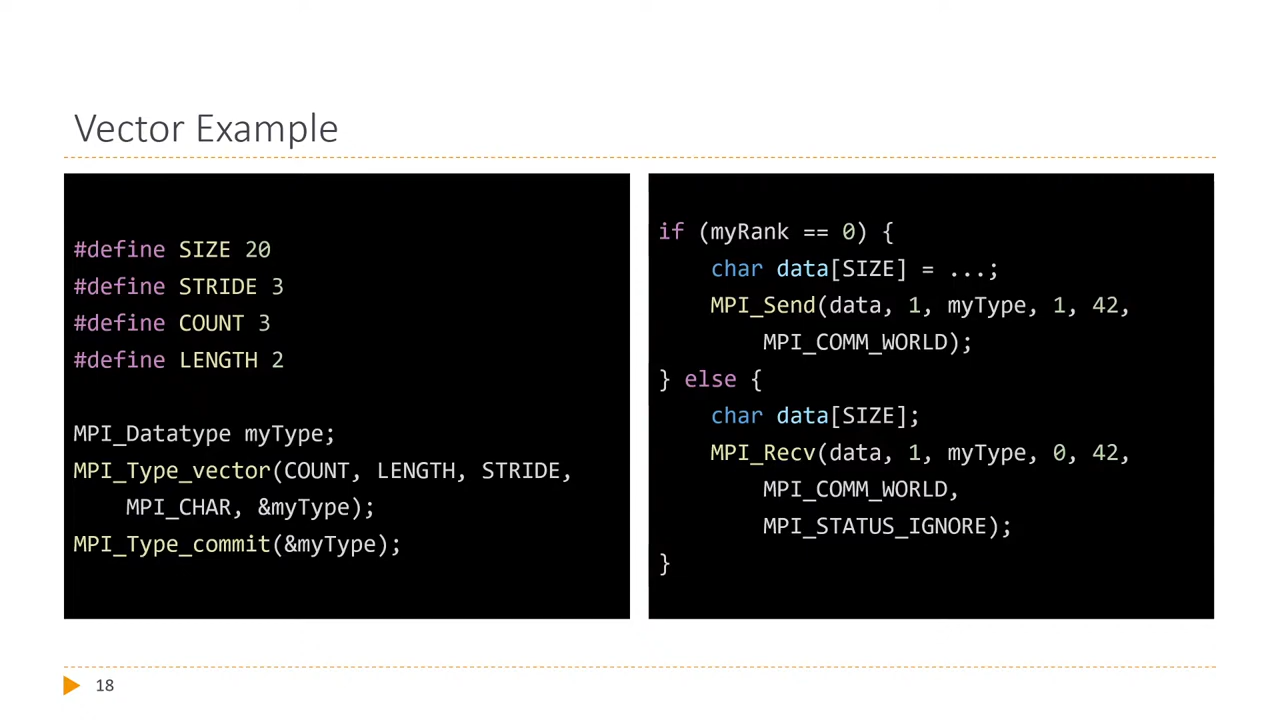 Vector Example
#define SIZE 20
#define STRIDE 3
#define COUNT 3
#define LENGTH 2
MPI_Datatype myType;
MPI_Type_vector(COUNT, LENGTH, STRIDE,
MPI_CHAR, &myType);
MPI_Type_commit(&myType);
if (myRank == 0) {
char data[SIZE] = ...;
MPI_Send(data, 1, myType, 1, 42,
MPI_COMM_WORLD);
} else {
char data[SIZE];
MPI_Recv(data, 1, myType, 0, 42,
MPI_COMM_WORLD,
MPI_STATUS_IGNORE);
}
18